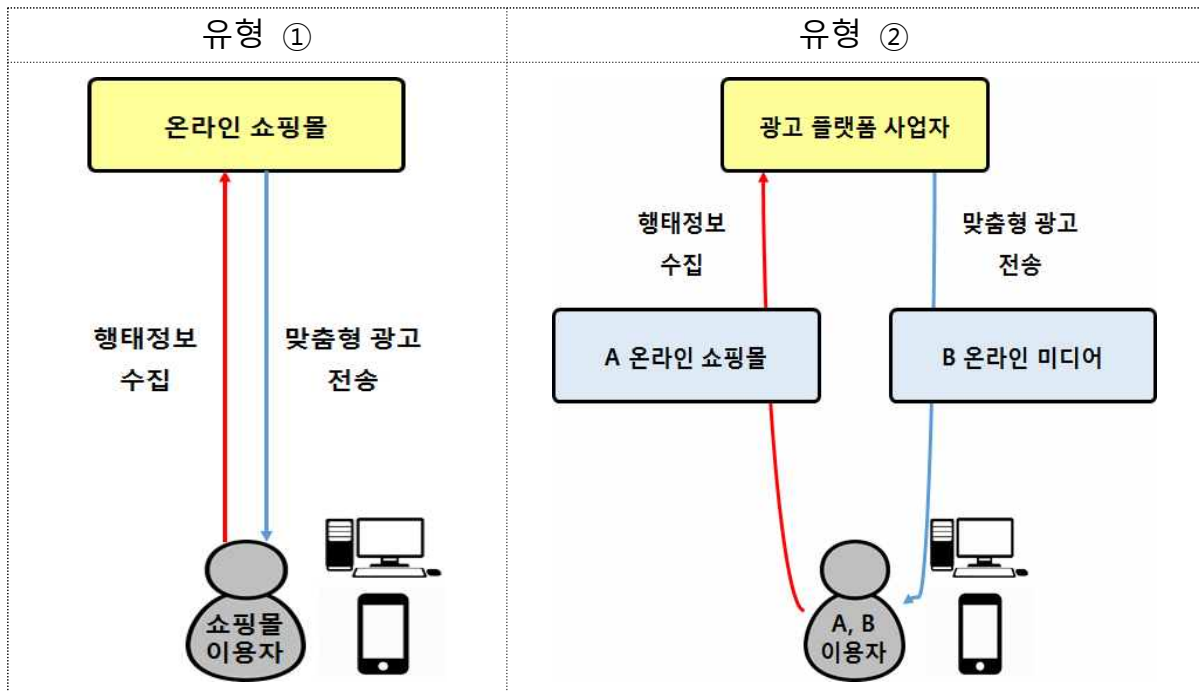 유형 ①
온라인 쇼핑몰
행태정보
수집
맞춤형 광고
전송
쇼핑몰
이용자
유형 ②
광고 플랫폼 사업자
행태정보
수집
맞춤형 광고
전송
A 온라인 쇼핑몰
B 온라인 미디어
A, B
이용자